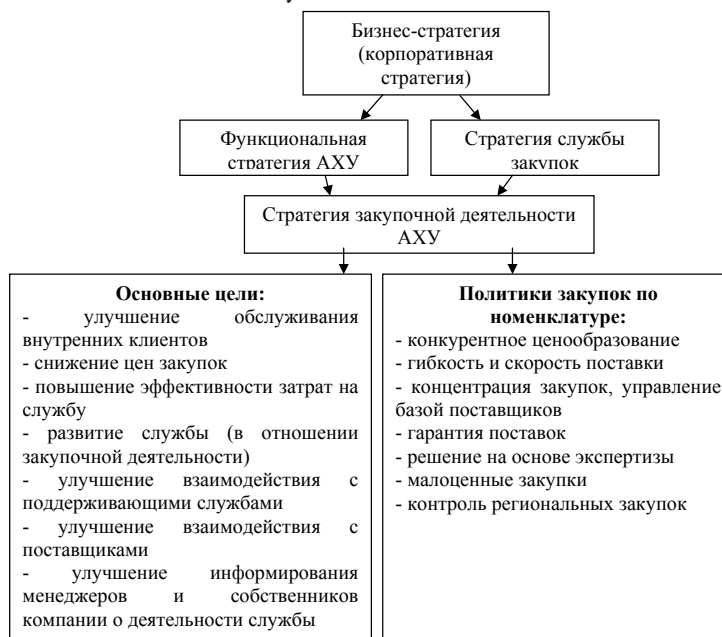 Бизнес-стратегия
(корпоративная
стратегия)
Функциональная
стратегия АХУ
Стратегия службы
закупок
Стратегия закупочной деятельности
АХУ
Основные цели:
- улучшение обслуживания
внутренних клиентов
- снижение цен закупок
- повышение эффективности затрат на
службу
- развитие службы (в отношении
закупочной деятельности)
- улучшение взаимодействия с
поддерживающими службами
- улучшение взаимодействия с
поставщиками
- улучшение информирования
менеджеров и собственников
компании о деятельности службы
Политики закупок по
номенклатуре:
- конкурентное ценообразование
- гибкость и скорость поставки
- концентрация закупок, управление
базой поставщиков
- гарантия поставок
- решение на основе экспертизы
- малоценные закупки
- контроль региональных закупок